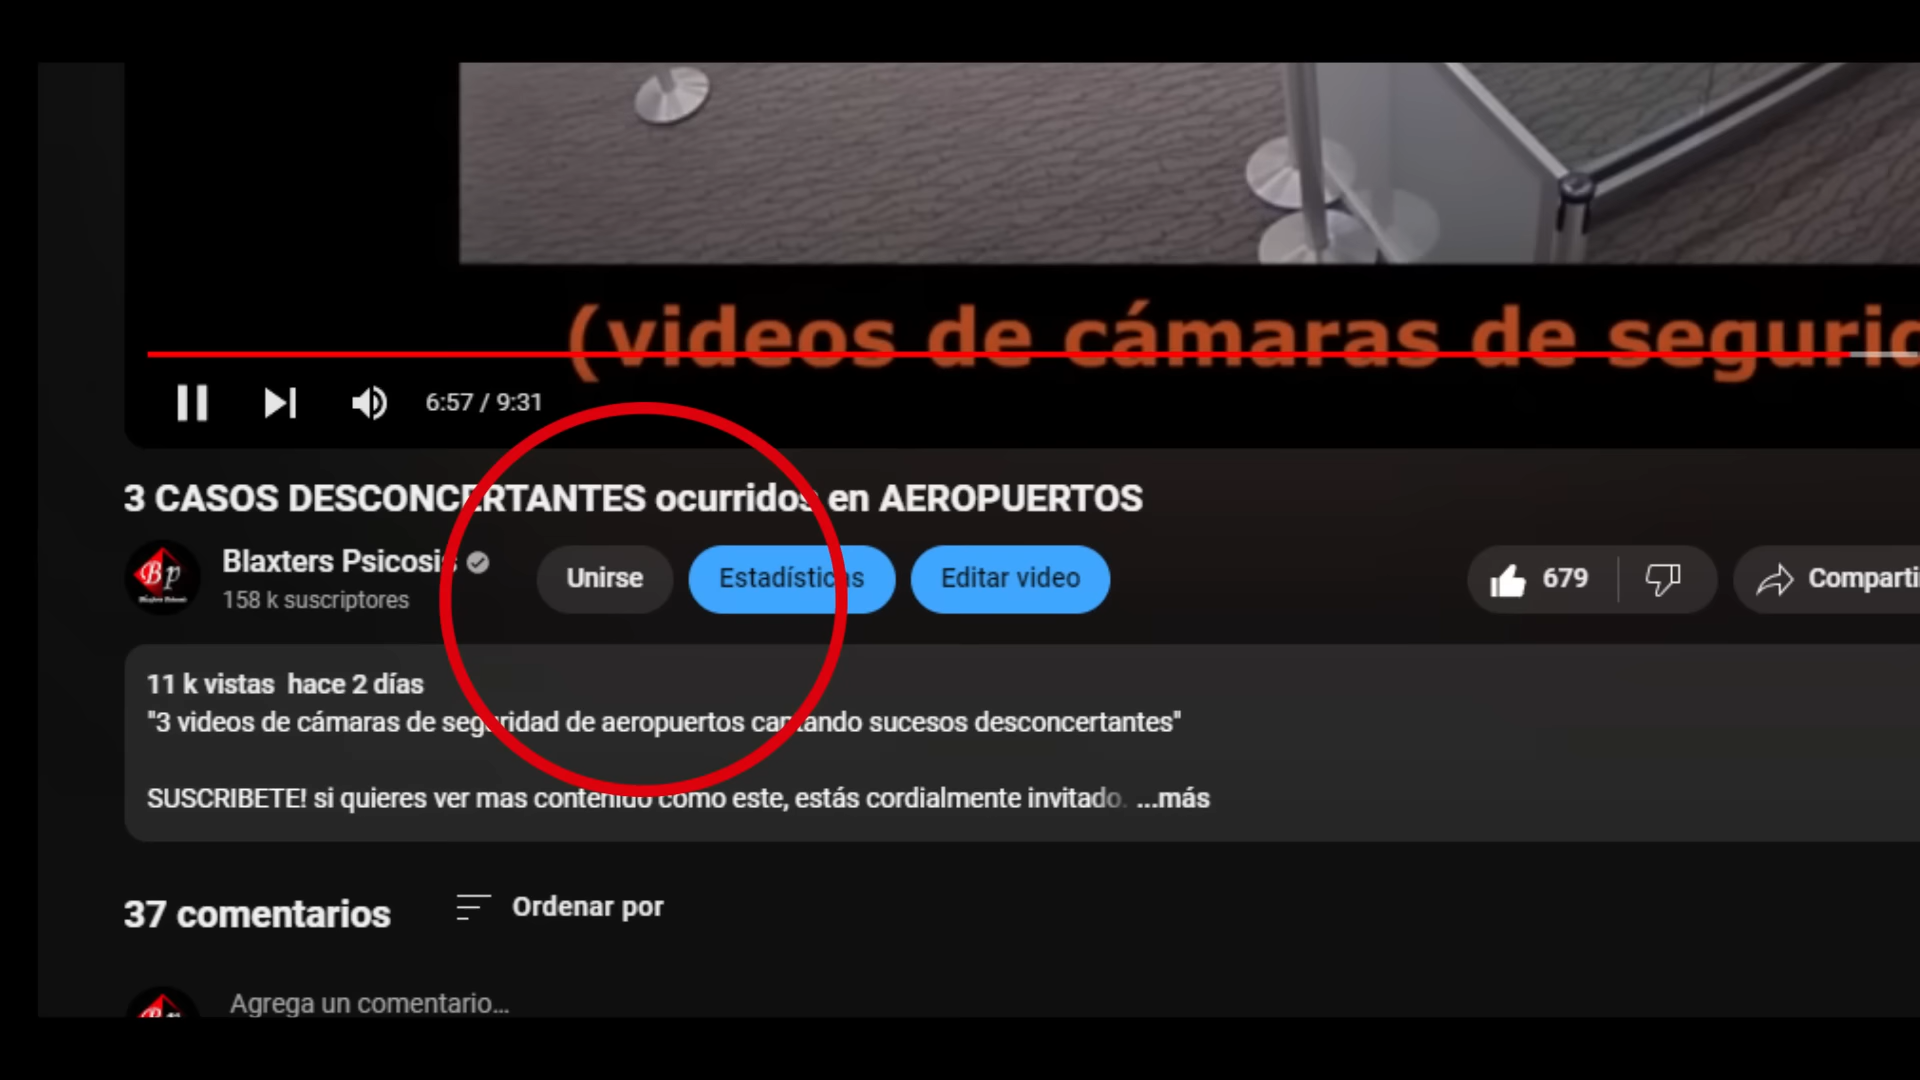 (videos de cámaras de segurid
6:57 / 9:31
3 CASOS DESCONCERTANTES ocurridos en AEROPUERTOS
Bp
Blaxters Psicosis
158 k suscriptores
Unirse
Estadísticas
Editar video
679
Comparti
11 k vistas hace 2 días
"3 videos de cámaras de seguridad de aeropuertos captando sucesos desconcertantes"
SUSCRIBETE! si quieres ver mas contenido como este, estás cordialmente invitado. ...más
37 comentarios
Ordenar por
Agrega un comentario...